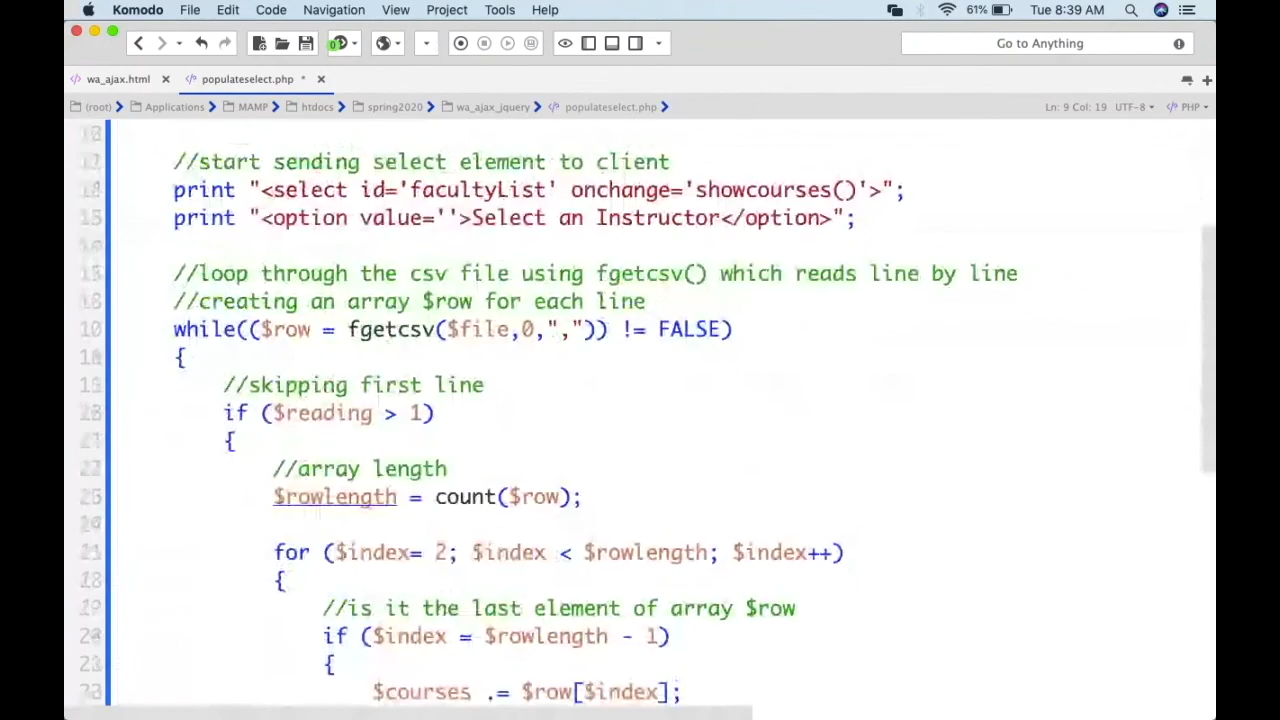 Komodo File Edit Code Navigation View Project Tools Help 61% Tue 8:39 AM
Go to Anything
wa_ajax.html populateselect.php *
(root) Applications MAMP htdocs spring2020 wa_ajax_jquery populateselect.php Ln: 9 Col: 19 UTF-8 PHP
//start sending select element to client
print "<select id='facultyList' onchange='showcourses()'>";
print "<option value=''>Select an Instructor</option>";
//loop through the csv file using fgetcsv() which reads line by line
//creating an array $row for each line
while(($row = fgetcsv($file,0,",")) != FALSE)
{
//skipping first line
if ($reading > 1)
{
//array length
$rowlength = count($row);
for ($index= 2; $index < $rowlength; $index++)
{
//is it the last element of array $row
if ($index = $rowlength - 1)
{
$courses .= $row[$index];